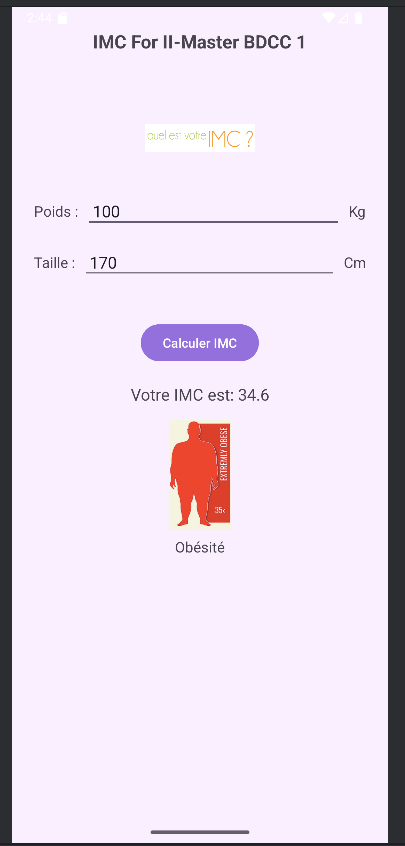 2:44
IMC For II-Master BDCC 1
quel est votre IMC ?
Poids : 100 Kg
Taille : 170 Cm
Calculer IMC
Votre IMC est: 34.6
EXTREMLY OBESE
35<
Obésité